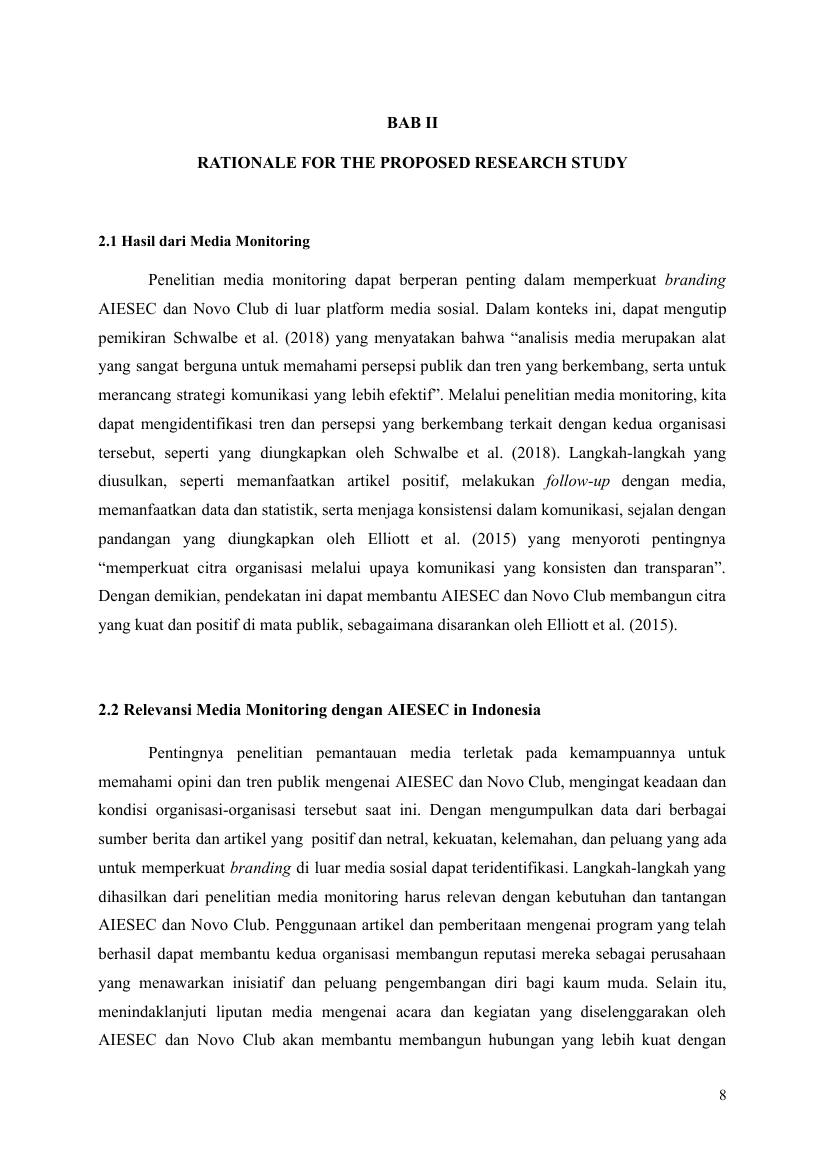 BAB II
RATIONALE FOR THE PROPOSED RESEARCH STUDY
2.1 Hasil dari Media Monitoring
Penelitian media monitoring dapat berperan penting dalam memperkuat branding
AIESEC dan Novo Club di luar platform media sosial. Dalam konteks ini, dapat mengutip
pemikiran Schwalbe et al. (2018) yang menyatakan bahwa “analisis media merupakan alat
yang sangat berguna untuk memahami persepsi publik dan tren yang berkembang, serta untuk
merancang strategi komunikasi yang lebih efektif”. Melalui penelitian media monitoring, kita
dapat mengidentifikasi tren dan persepsi yang berkembang terkait dengan kedua organisasi
tersebut, seperti yang diungkapkan oleh Schwalbe et al. (2018). Langkah-langkah yang
diusulkan, seperti memanfaatkan artikel positif, melakukan follow-up dengan media,
memanfaatkan data dan statistik, serta menjaga konsistensi dalam komunikasi, sejalan dengan
pandangan yang diungkapkan oleh Elliott et al. (2015) yang menyoroti pentingnya
“memperkuat citra organisasi melalui upaya komunikasi yang konsisten dan transparan”.
Dengan demikian, pendekatan ini dapat membantu AIESEC dan Novo Club membangun citra
yang kuat dan positif di mata publik, sebagaimana disarankan oleh Elliott et al. (2015).
2.2 Relevansi Media Monitoring dengan AIESEC in Indonesia
Pentingnya penelitian pemantauan media terletak pada kemampuannya untuk
memahami opini dan tren publik mengenai AIESEC dan Novo Club, mengingat keadaan dan
kondisi organisasi-organisasi tersebut saat ini. Dengan mengumpulkan data dari berbagai
sumber berita dan artikel yang positif dan netral, kekuatan, kelemahan, dan peluang yang ada
untuk memperkuat branding di luar media sosial dapat teridentifikasi. Langkah-langkah yang
dihasilkan dari penelitian media monitoring harus relevan dengan kebutuhan dan tantangan
AIESEC dan Novo Club. Penggunaan artikel dan pemberitaan mengenai program yang telah
berhasil dapat membantu kedua organisasi membangun reputasi mereka sebagai perusahaan
yang menawarkan inisiatif dan peluang pengembangan diri bagi kaum muda. Selain itu,
menindaklanjuti liputan media mengenai acara dan kegiatan yang diselenggarakan oleh
AIESEC dan Novo Club akan membantu membangun hubungan yang lebih kuat dengan
8